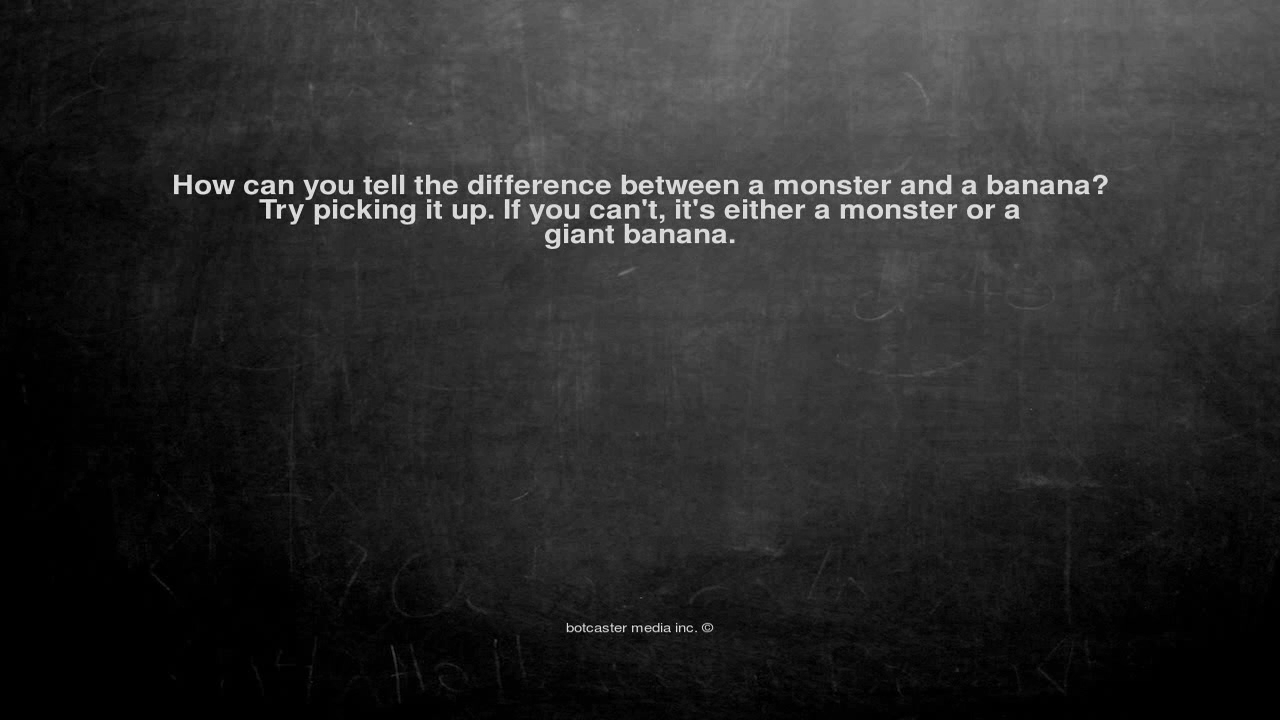 How can you tell the difference between a monster and a banana?
Try picking it up. If you can't, it's either a monster or a
giant banana.
botcaster media inc. ©